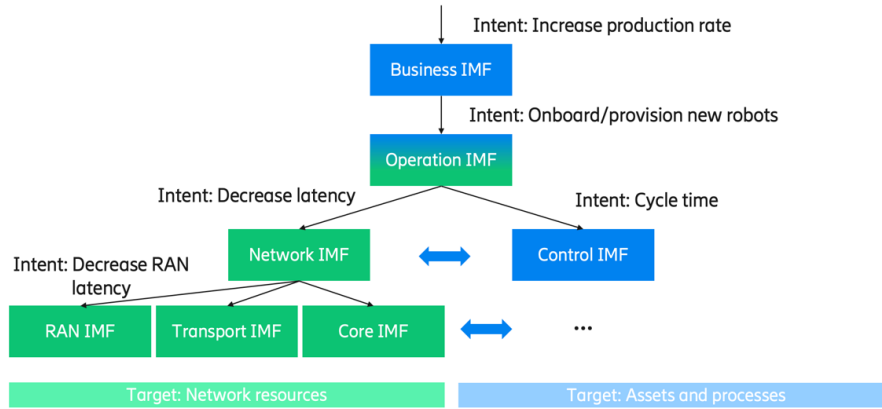 Intent: Increase production rate
Business IMF
Intent: Onboard/provision new robots
Operation IMF
Intent: Decrease latency
Intent: Cycle time
Network IMF
Control IMF
Intent: Decrease RAN
latency
RAN IMF
Transport IMF
Core IMF
...
Target: Network resources
Target: Assets and processes